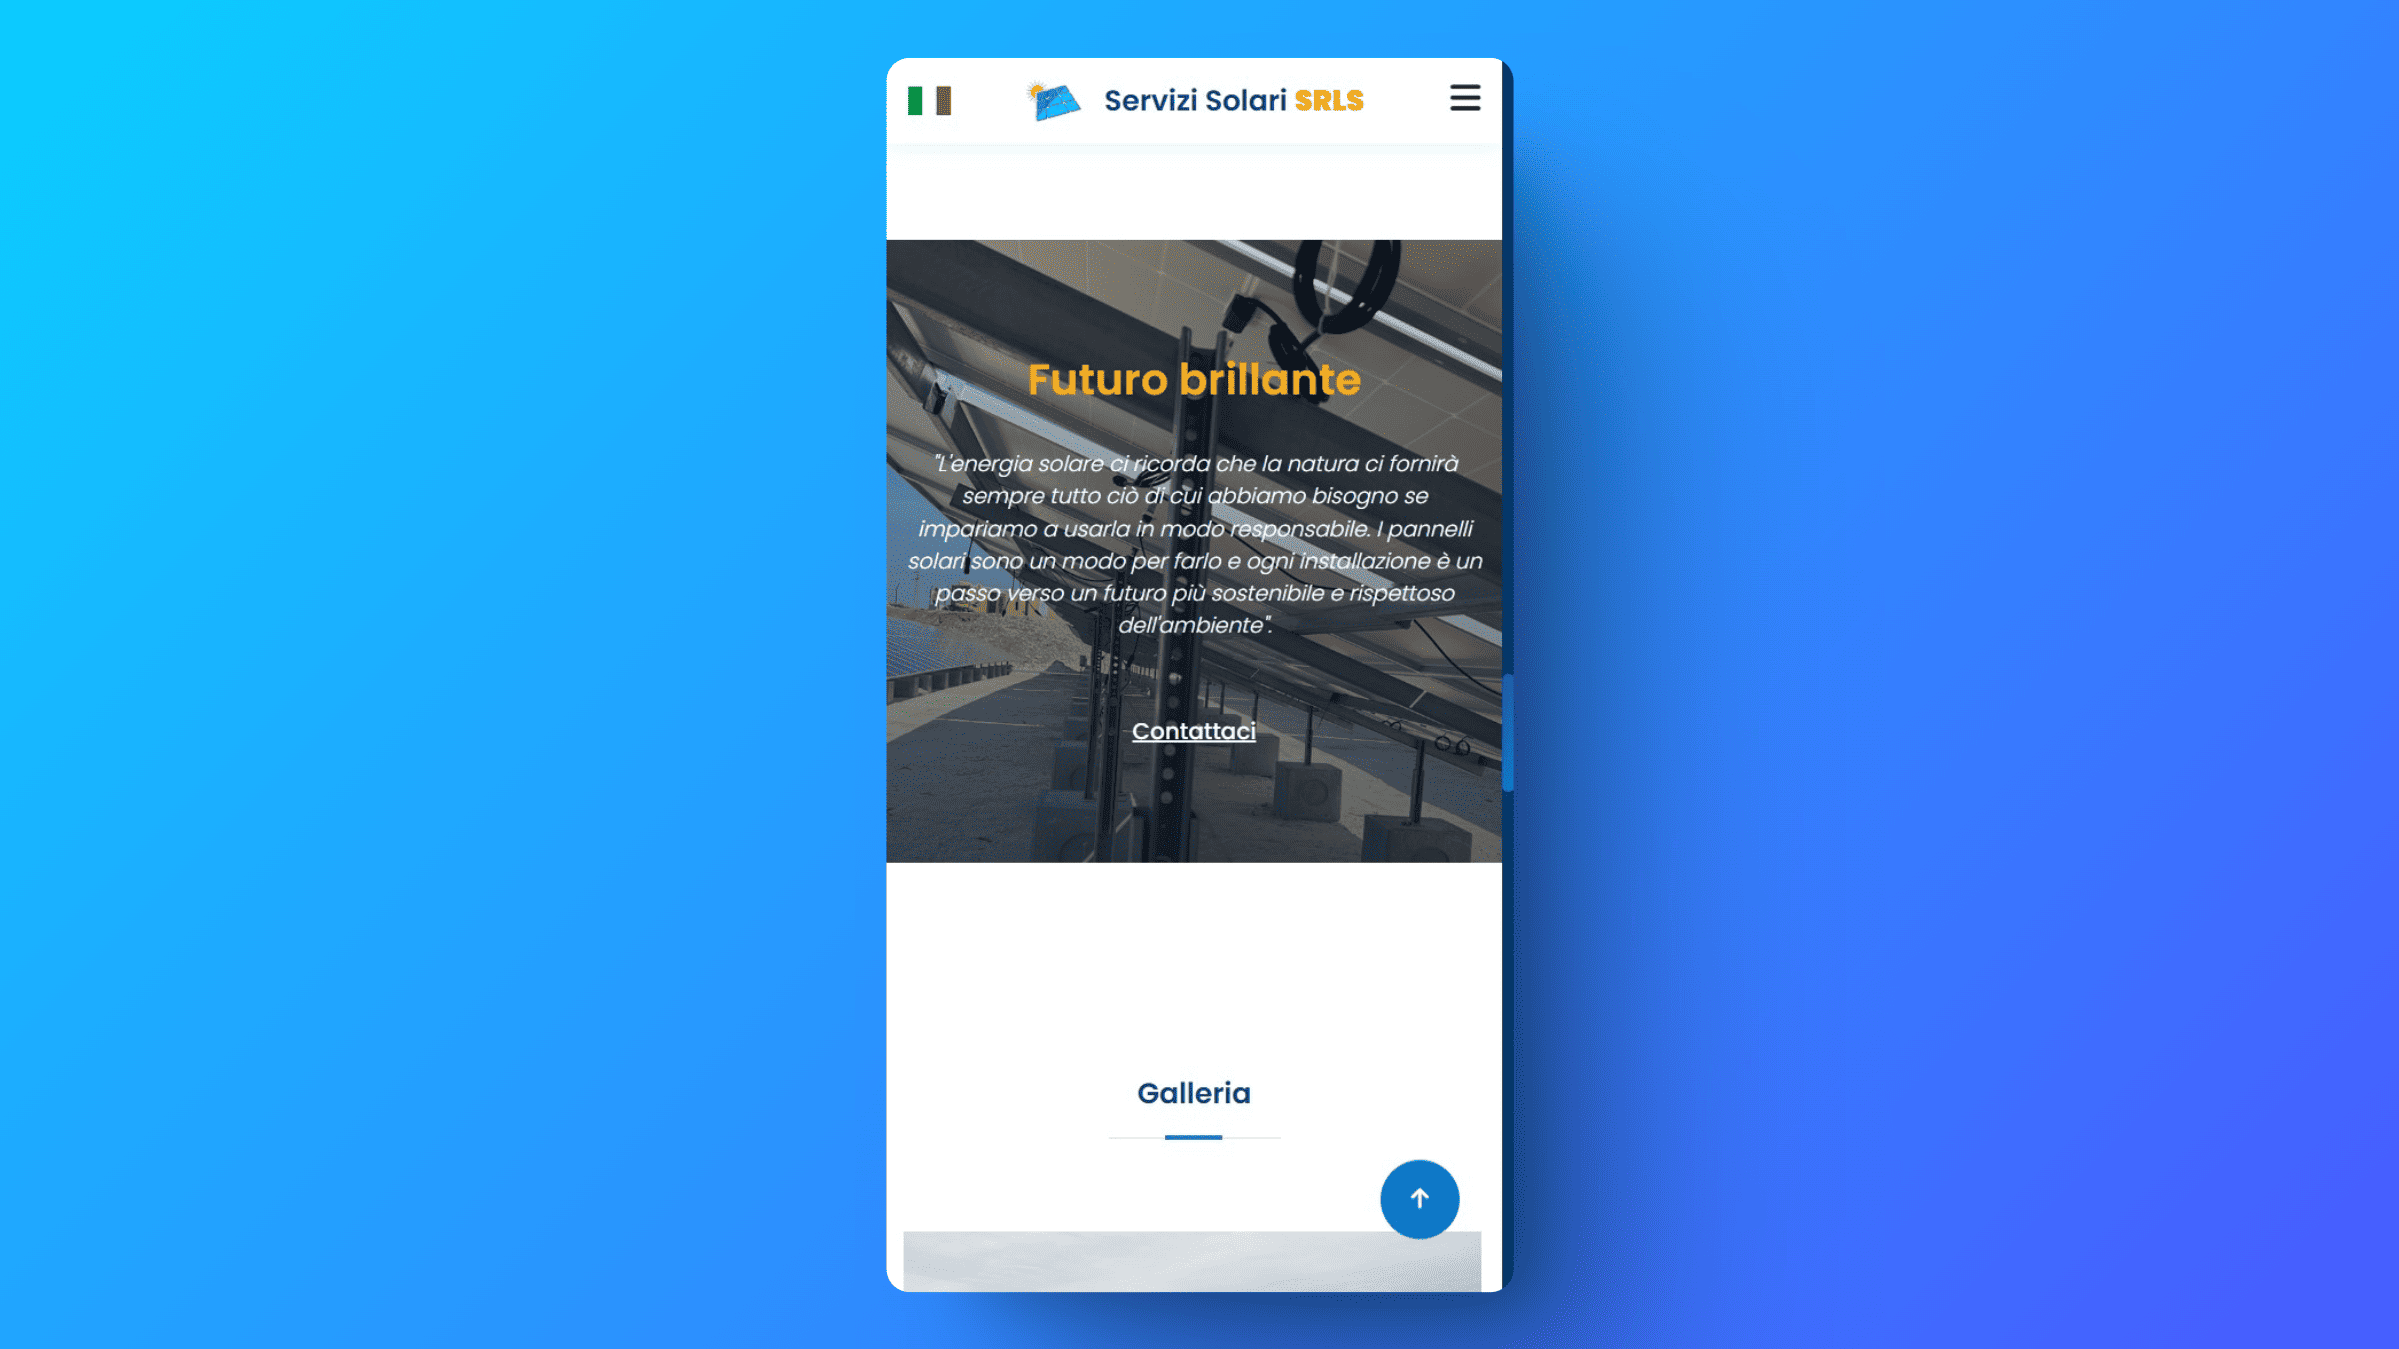 Servizi Solari SRLS
Futuro brillante
"L'energia solare ci ricorda che la natura ci fornirà
sempre tutto ciò di cui abbiamo bisogno se
impariamo a usarla in modo responsabile. I pannelli
solari sono un modo per farlo e ogni installazione è un
passo verso un futuro più sostenibile e rispettoso
dell'ambiente".
Contattaci
Galleria